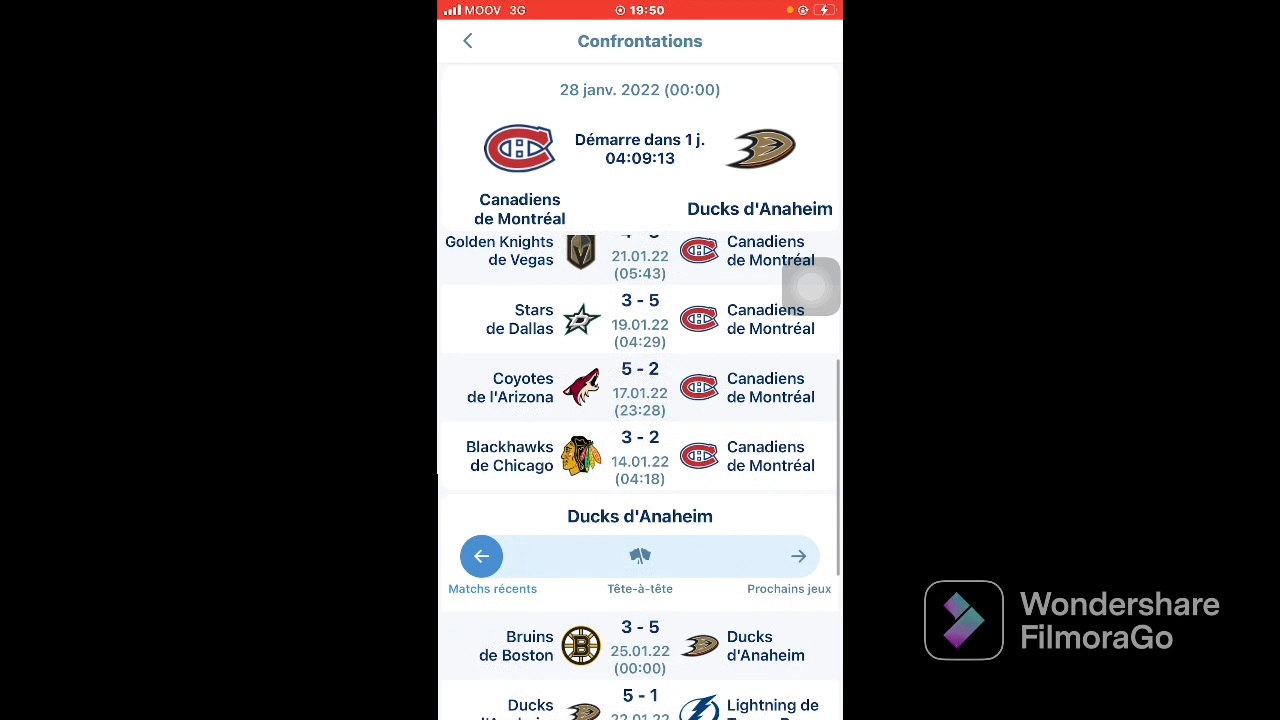 MOOV 3G 19:50
Confrontations
28 janv. 2022 (00:00)
Démarre dans 1 j.
04:09:13
Canadiens
de Montréal
Ducks d'Anaheim
Golden Knights
de Vegas
21.01.22
(05:43)
Canadiens
de Montréal
Stars
de Dallas
3 - 5
19.01.22
(04:29)
Canadiens
de Montréal
Coyotes
de l'Arizona
5 - 2
17.01.22
(23:28)
Canadiens
de Montréal
Blackhawks
de Chicago
3 - 2
14.01.22
(04:18)
Canadiens
de Montréal
Ducks d'Anaheim
Matchs récents
Tête-à-tête
Prochains jeux
Bruins
de Boston
3 - 5
25.01.22
(00:00)
Ducks
d'Anaheim
Ducks
5 - 1
22.01.22
Lightning de
Wondershare
FilmoraGo